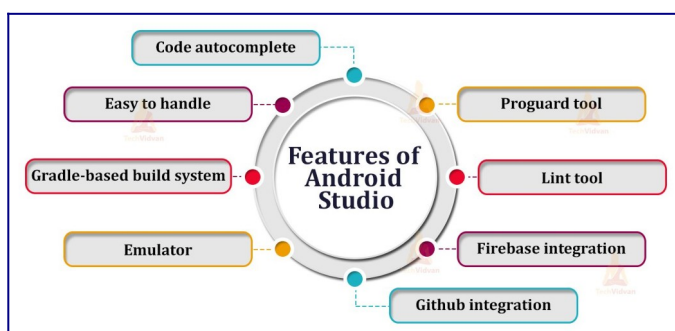 Code autocomplete
Easy to handle
Proguard tool
Features of
Android
Studio
Gradle-based build system
Lint tool
Emulator
Firebase integration
Github integration